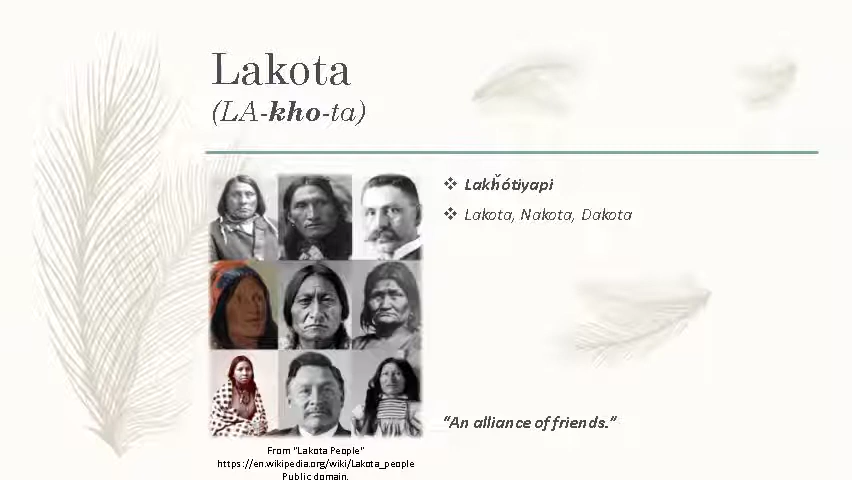 Lakota
(LA-kho-ta)
❖ Lakȟótiyapi
❖ Lakota, Nakota, Dakota
"An alliance of friends."
From "Lakota People"
https://en.wikipedia.org/wiki/Lakota_people
Public domain.